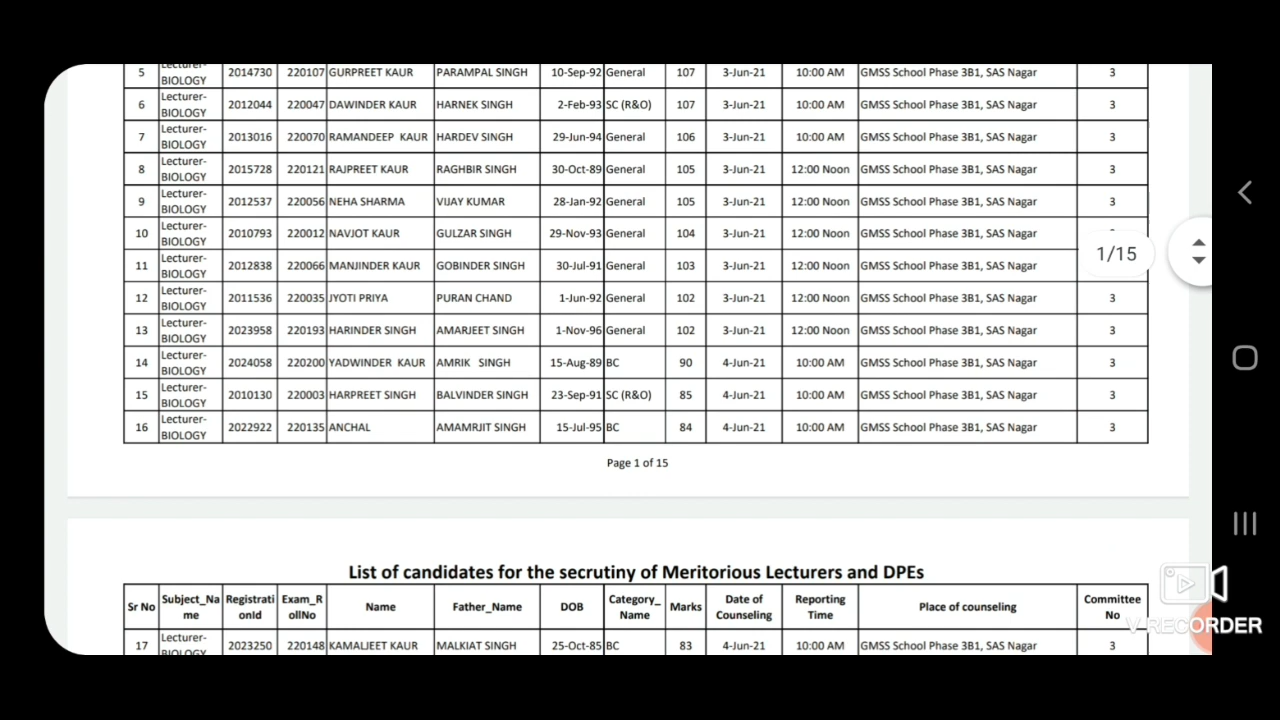 5 Lecturer-BIOLOGY 2014730 220107 GURPREET KAUR PARAMPAL SINGH 10-Sep-92 General 107 3-Jun-21 10:00 AM GMSS School Phase 3B1, SAS Nagar 3
6 Lecturer-BIOLOGY 2012044 220047 DAWINDER KAUR HARNEK SINGH 2-Feb-93 SC (R&O) 107 3-Jun-21 10:00 AM GMSS School Phase 3B1, SAS Nagar 3
7 Lecturer-BIOLOGY 2013016 220070 RAMANDEEP KAUR HARDEV SINGH 29-Jun-94 General 106 3-Jun-21 10:00 AM GMSS School Phase 3B1, SAS Nagar 3
8 Lecturer-BIOLOGY 2015728 220121 RAJPREET KAUR RAGHBIR SINGH 30-Oct-89 General 105 3-Jun-21 12:00 Noon GMSS School Phase 3B1, SAS Nagar 3
9 Lecturer-BIOLOGY 2012537 220056 NEHA SHARMA VIJAY KUMAR 28-Jan-92 General 105 3-Jun-21 12:00 Noon GMSS School Phase 3B1, SAS Nagar 3
10 Lecturer-BIOLOGY 2010793 220012 NAVJOT KAUR GULZAR SINGH 29-Nov-93 General 104 3-Jun-21 12:00 Noon GMSS School Phase 3B1, SAS Nagar
1/15
11 Lecturer-BIOLOGY 2012838 220066 MANJINDER KAUR GOBINDER SINGH 30-Jul-91 General 103 3-Jun-21 12:00 Noon GMSS School Phase 3B1, SAS Nagar 3
12 Lecturer-BIOLOGY 2011536 220035 JYOTI PRIYA PURAN CHAND 1-Jun-92 General 102 3-Jun-21 12:00 Noon GMSS School Phase 3B1, SAS Nagar 3
13 Lecturer-BIOLOGY 2023958 220193 HARINDER SINGH AMARJEET SINGH 1-Nov-96 General 102 3-Jun-21 12:00 Noon GMSS School Phase 3B1, SAS Nagar 3
14 Lecturer-BIOLOGY 2024058 220200 YADWINDER KAUR AMRIK SINGH 15-Aug-89 BC 90 4-Jun-21 10:00 AM GMSS School Phase 3B1, SAS Nagar 3
15 Lecturer-BIOLOGY 2010130 220003 HARPREET SINGH BALVINDER SINGH 23-Sep-91 SC (R&O) 85 4-Jun-21 10:00 AM GMSS School Phase 3B1, SAS Nagar 3
16 Lecturer-BIOLOGY 2022922 220135 ANCHAL AMAMRJIT SINGH 15-Jul-95 BC 84 4-Jun-21 10:00 AM GMSS School Phase 3B1, SAS Nagar 3
Page 1 of 15
List of candidates for the secrutiny of Meritorious Lecturers and DPEs
Sr No Subject_Name RegistrationId Exam_RollNo Name Father_Name DOB Category_Name Marks Date of Counseling Reporting Time Place of counseling Committee No
17 Lecturer-BIOLOGY 2023250 220148 KAMALJEET KAUR MALKIAT SINGH 25-Oct-85 BC 83 4-Jun-21 10:00 AM GMSS School Phase 3B1, SAS Nagar 3
V RECORDER